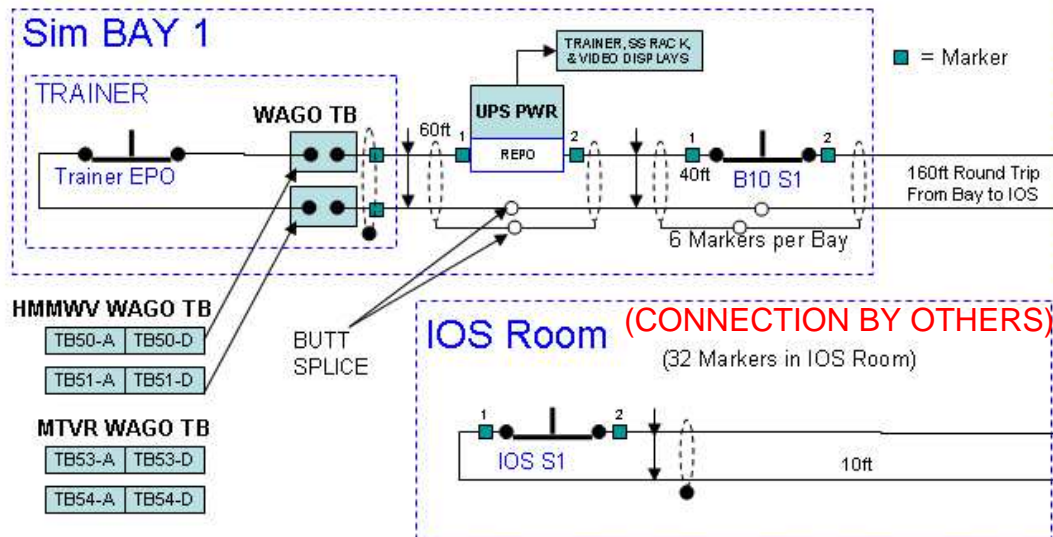 Sim BAY 1
TRAINER, SS RACK,
& VIDEO DISPLAYS
= Marker
TRAINER
WAGO TB
UPS PWR
60ft
1
2
REPO
1
2
Trainer EPO
40ft
B10 S1
160ft Round Trip
From Bay to IOS
6 Markers per Bay
HMMWV WAGO TB
TB50-A TB50-D
TB51-A TB51-D
BUTT
SPLICE
MTVR WAGO TB
TB53-A TB53-D
TB54-A TB54-D
IOS Room (CONNECTION BY OTHERS)
(32 Markers in IOS Room)
1
2
IOS S1
10ft